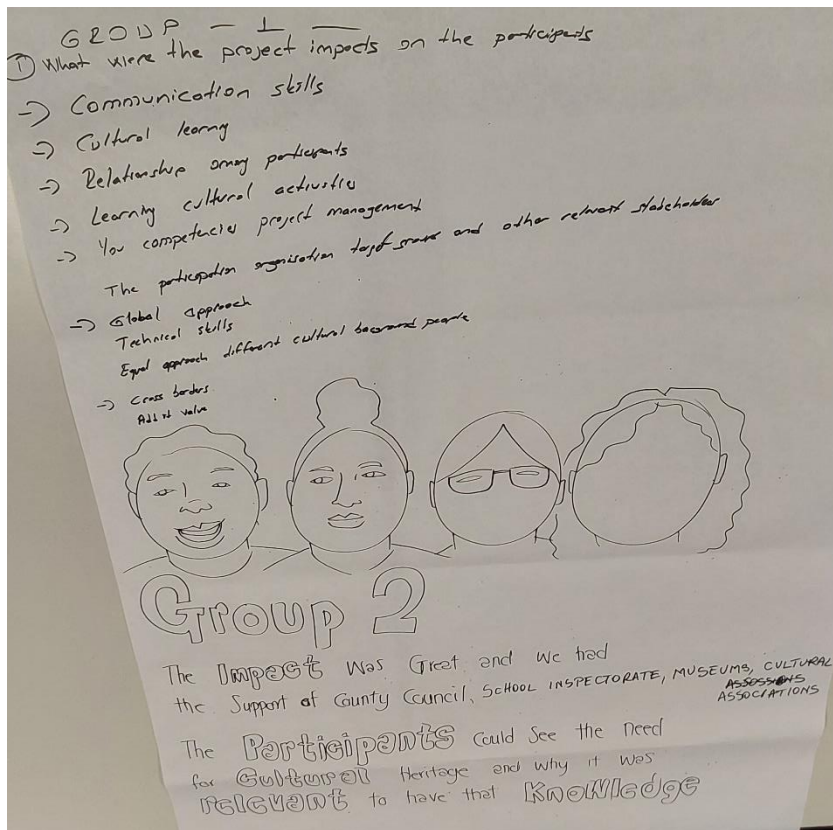 GROUP - 1
① What were the project impacts on the participants
-> Communication skills
-> Cultural learng
-> Relationship among participants
-> Learning cultural activities
-> You competencies project management
The participation organisation target and other relevant stakeholder
-> Global approach
Technical skills
Equal approach different cultural people
-> Cross borders
Add value
Group 2
The Impact was Great and we had
the Support of County Council, SCHOOL INSPECTORATE, MUSEUMS, CULTURAL
ASSOCIATIONS
The Participants Could See the need
for Cultural Heritage and why it was
relevant to have that Knowledge